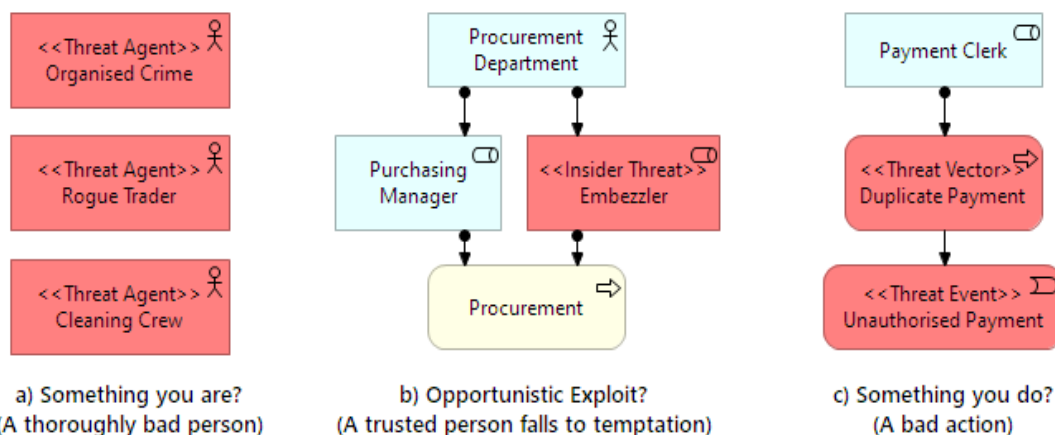 <<Threat Agent>>
Organised Crime
<<Threat Agent>>
Rogue Trader
<<Threat Agent>>
Cleaning Crew
a) Something you are?
(A thoroughly bad person)
Procurement
Department
Purchasing
Manager
<<Insider Threat>>
Embezzler
Procurement
b) Opportunistic Exploit?
(A trusted person falls to temptation)
Payment Clerk
<<Threat Vector>>
Duplicate Payment
<<Threat Event>>
Unauthorised Payment
c) Something you do?
(A bad action)